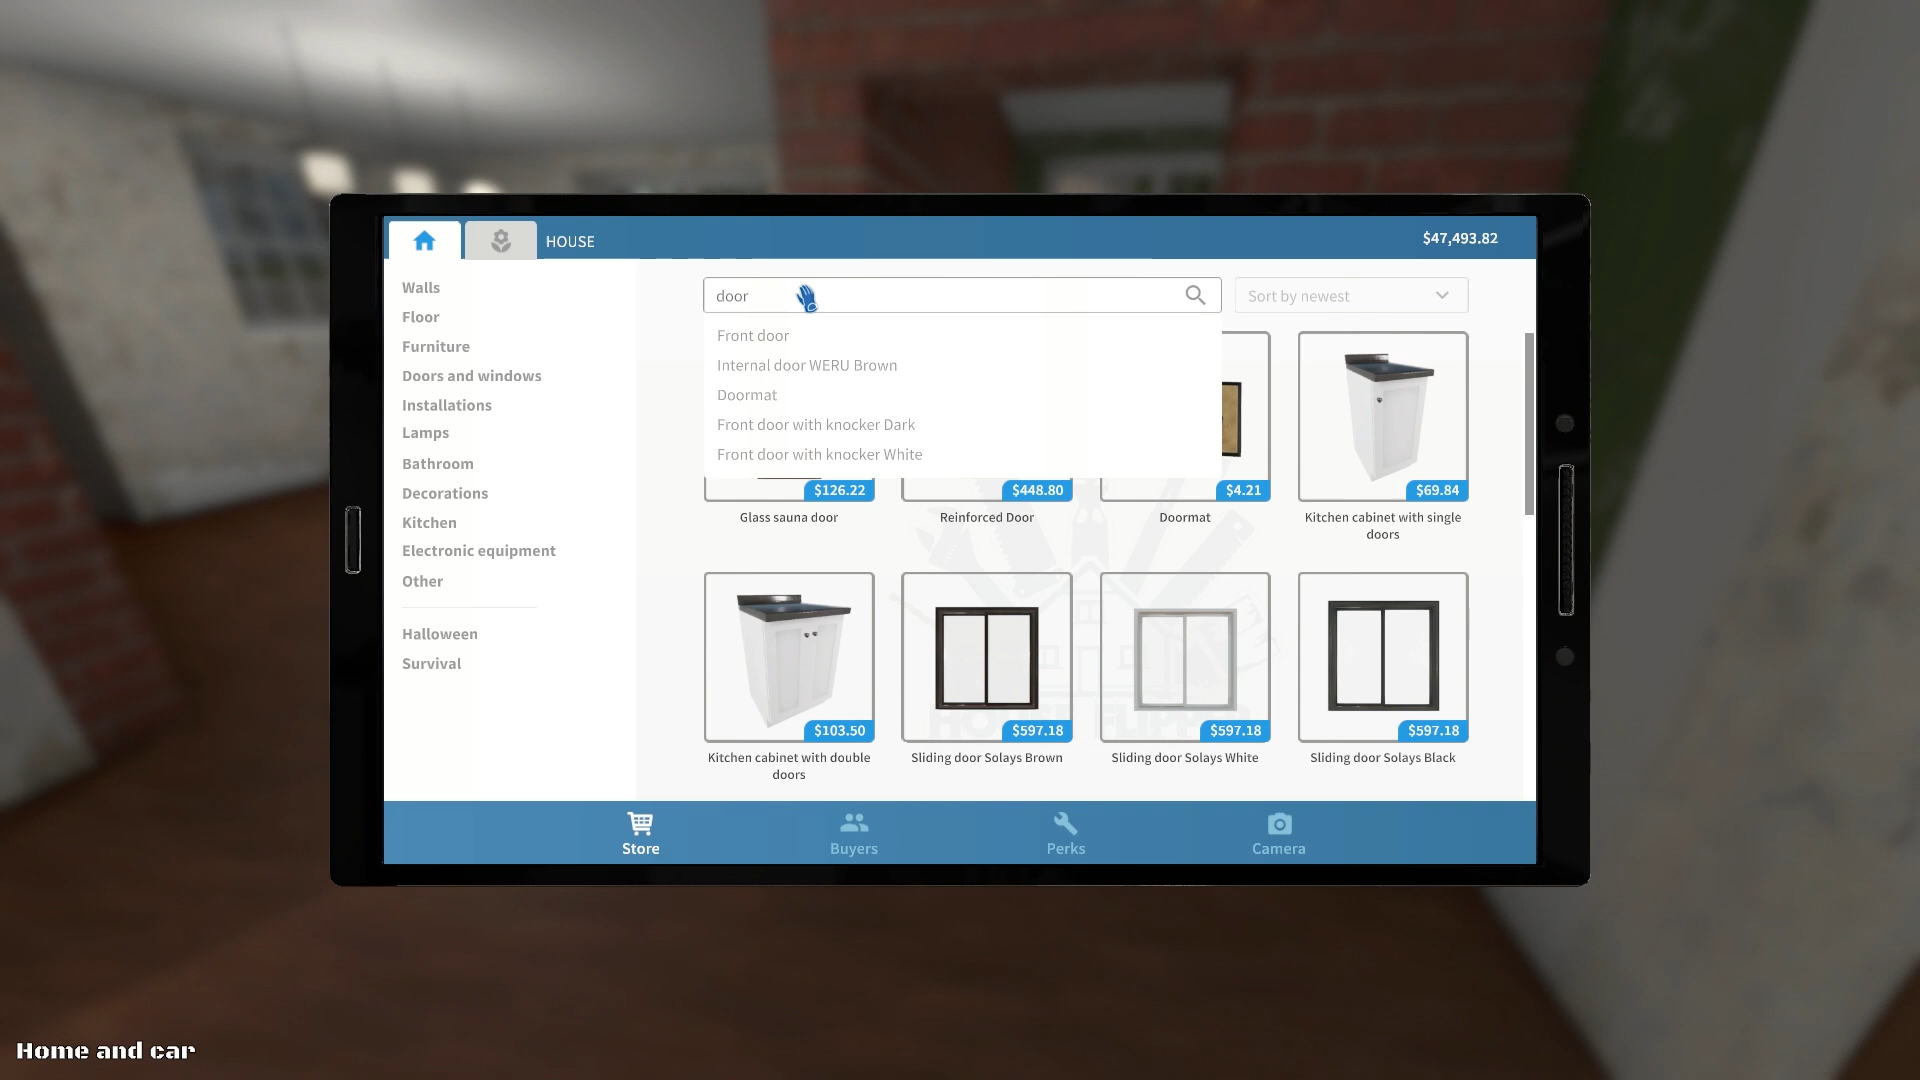 HOUSE
$47,493.82
Walls
Floor
Furniture
Doors and windows
Installations
Lamps
Bathroom
Decorations
Kitchen
Electronic equipment
Other
Halloween
Survival
door
Sort by newest
Front door
Internal door WERU Brown
Doormat
Front door with knocker Dark
Front door with knocker White
$126.22
$448.80
$4.21
$69.84
Glass sauna door
Reinforced Door
Doormat
Kitchen cabinet with single
doors
HOUSE FLIPPER
$103.50
$597.18
$597.18
$597.18
Kitchen cabinet with double
doors
Sliding door Solays Brown
Sliding door Solays White
Sliding door Solays Black
Store
Buyers
Perks
Camera
Home and car